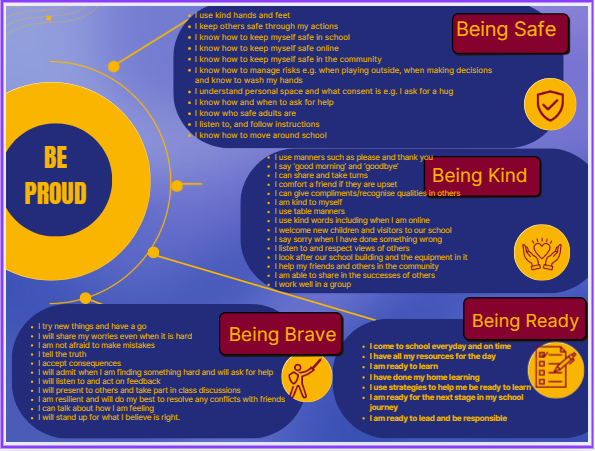 BE
PROUD
Being Safe
• I use kind hands and feet
• I keep others safe through my actions
• I know how to keep myself safe in school
• I know how to keep myself safe online
• I know how to keep myself safe in the community
• I know how to manage risks e.g. when playing outside, when making decisions
and know to wash my hands
• I understand personal space and what consent is e.g. I ask for a hug
• I know how and when to ask for help
• I know who safe adults are
• I listen to, and follow instructions
• I know how to move around school
Being Kind
• I use manners such as please and thank you
• I say 'good morning' and 'goodbye'
• I can share and take turns
• I comfort a friend if they are upset
• I can give compliments/recognise qualities in others
• I am kind to myself
• I use table manners
• I use kind words including when I am online
• I welcome new children and visitors to our school
• I say sorry when I have done something wrong
• I listen to and respect views of others
• I look after our school building and the equipment in it
• I help my friends and others in the community
• I am able to share in the successes of others
• I work well in a group
Being Brave
• I try new things and have a go
• I will share my worries even when it is hard
• I am not afraid to make mistakes
• I tell the truth
• I accept consequences
• I will admit when I am finding something hard and will ask for help
• I will listen to and act on feedback
• I will present to others and take part in class discussions
• I am resilient and will do my best to resolve any conflicts with friends
• I can talk about how I am feeling
• I will stand up for what I believe is right.
Being Ready
• I come to school everyday and on time
• I have all my resources for the day
• I am ready to learn
• I have done my home learning
• I use strategies to help me be ready to learn
• I am ready for the next stage in my school
journey
• I am ready to lead and be responsible